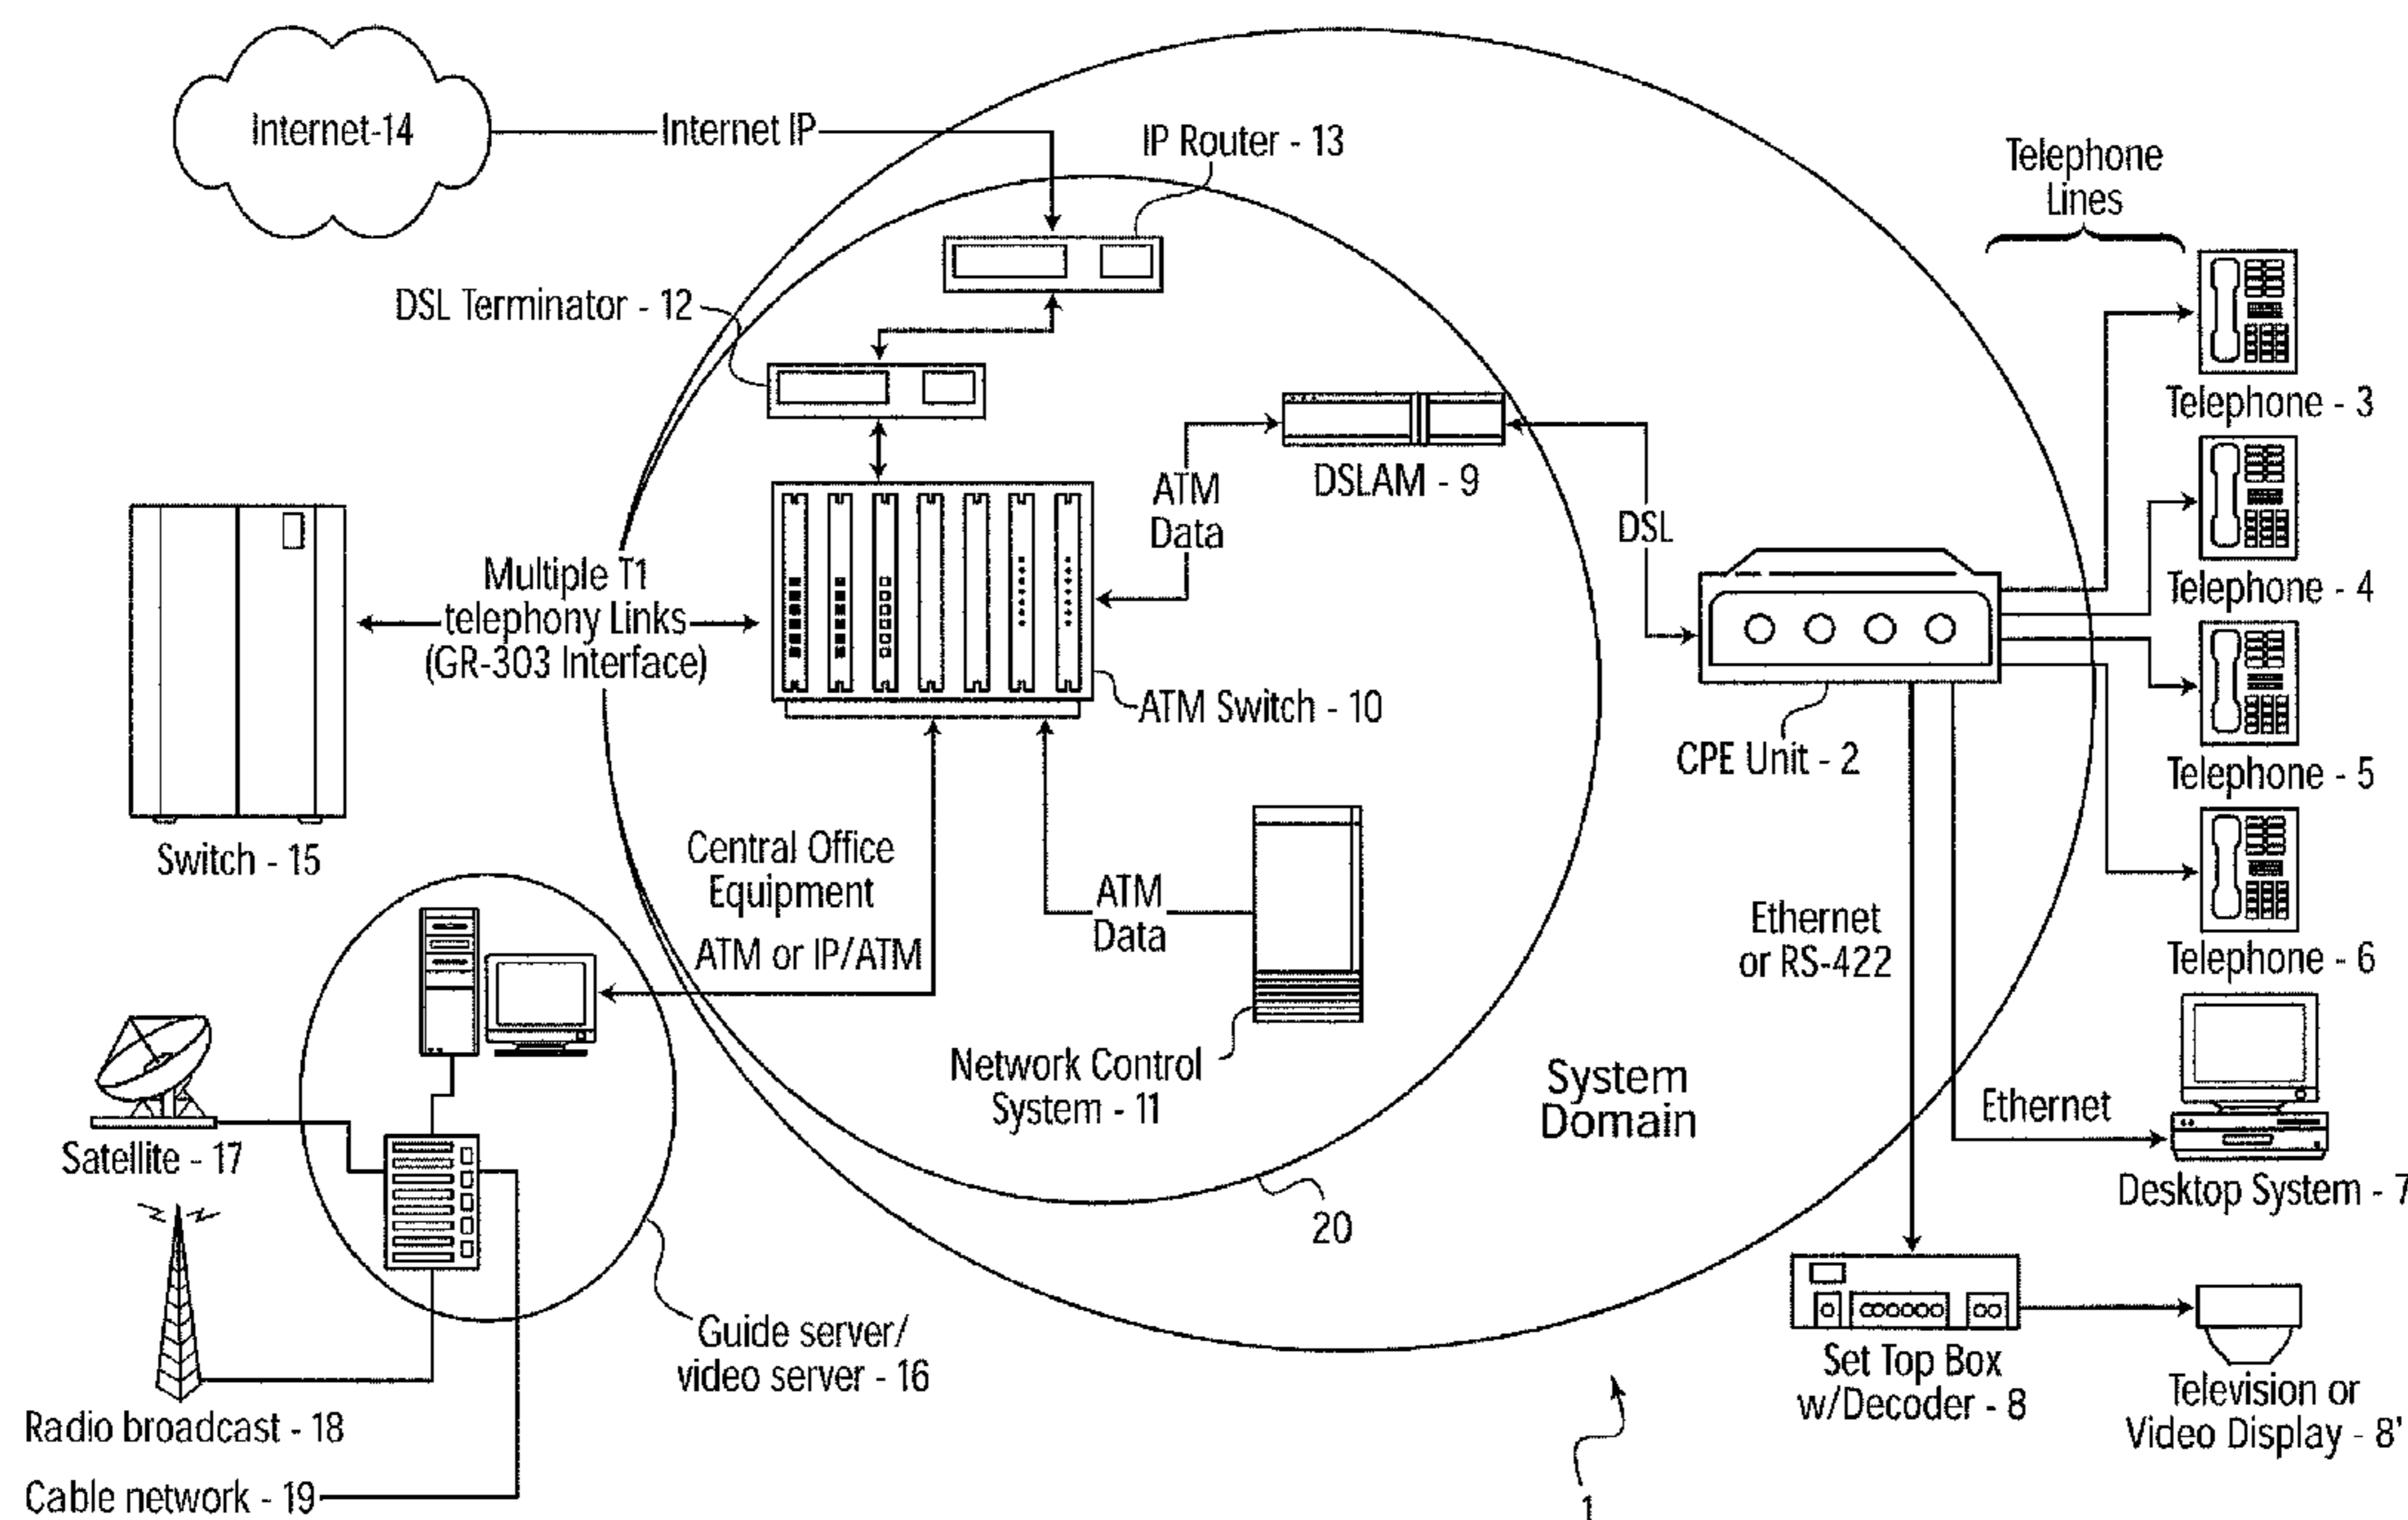 Internet-14
Internet IP
IP Router - 13
Telephone
Lines
DSL Terminator - 12
Telephone - 3
DSLAM - 9
ATM
Data
DSL
Multiple T1
telephony Links
(GR-303 Interface)
Telephone - 4
ATM Switch - 10
CPE Unit - 2
Telephone - 5
Switch - 15
Central Office
Equipment
ATM or IP/ATM
ATM
Data
Ethernet
or RS-422
Telephone - 6
Network Control
System - 11
System
Domain
Ethernet
Satellite - 17
Desktop System - 7
20
Guide server/
video server - 16
Set Top Box
w/Decoder - 8
Television or
Video Display - 8'
Radio broadcast - 18
Cable network - 19
1